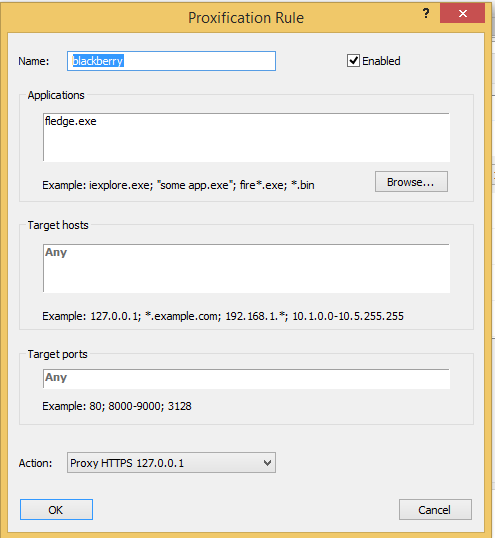 Proxification Rule
?
Name: blackberry Enabled
Applications
fledge.exe
Example: iexplore.exe; "some app.exe"; fire*.exe; *.bin
Browse...
Target hosts
Any
Example: 127.0.0.1; *.example.com; 192.168.1.*; 10.1.0.0-10.5.255.255
Target ports
Any
Example: 80; 8000-9000; 3128
Action: Proxy HTTPS 127.0.0.1
OK Cancel